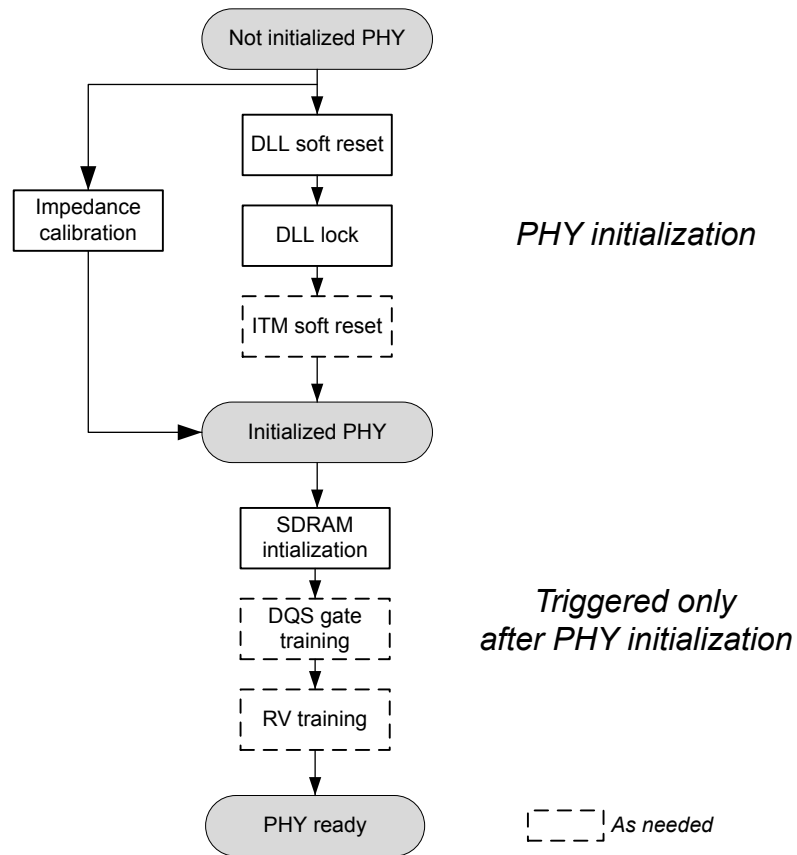 Not initialized PHY
DLL soft reset
Impedance
calibration
DLL lock
PHY initialization
ITM soft reset
Initialized PHY
SDRAM
intialization
DQS gate
training
Triggered only
after PHY initialization
RV training
PHY ready
As needed